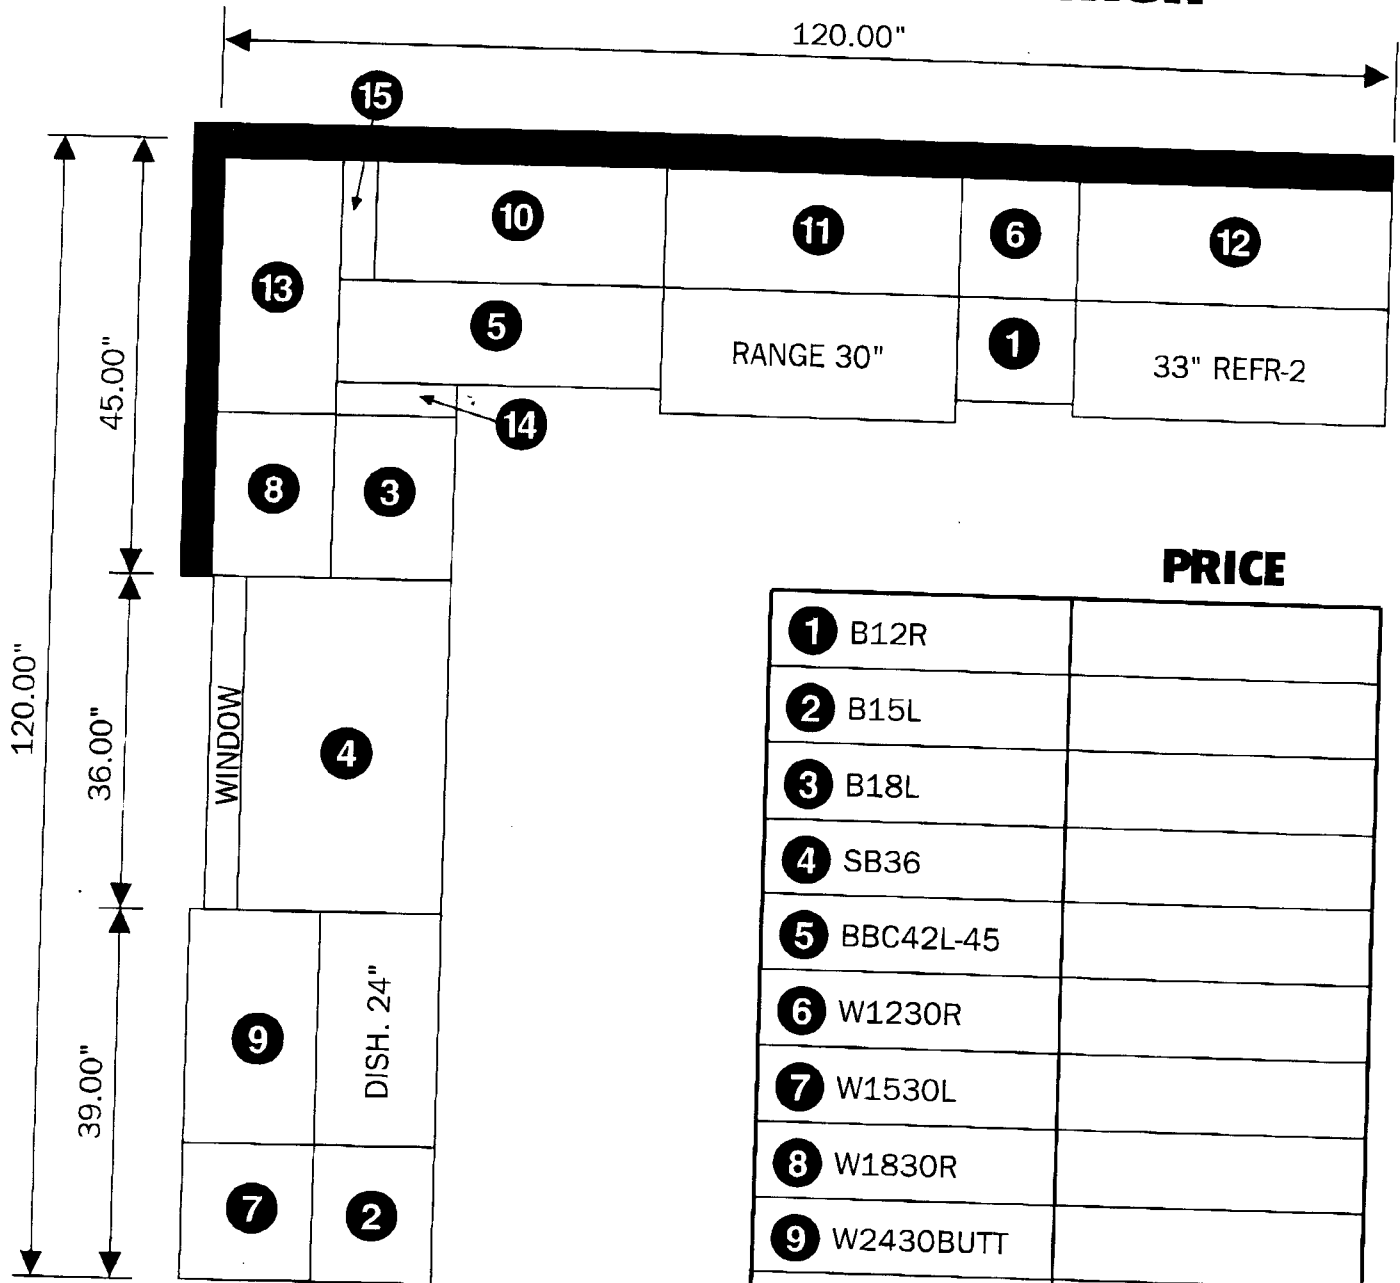 120.00"
15
10
11
6
12
13
5
RANGE 30"
1
33" REFR-2
45.00"
14
8
3
120.00"
36.00"
WINDOW
4
39.00"
9
DISH. 24"
7
2
PRICE
1 B12R
2 B15L
3 B18L
4 SB36
5 BBC42L-45
6 W1230R
7 W1530L
8 W1830R
9 W2430BUTT